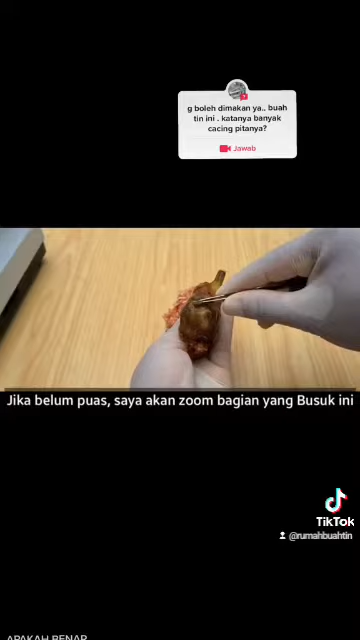 g boleh dimakan ya.. buah
tin ini . katanya banyak
cacing pitanya?
Jawab
Jika belum puas, saya akan zoom bagian yang Busuk ini
TikTok
@rumahbuahtin
APAKAH BENAR